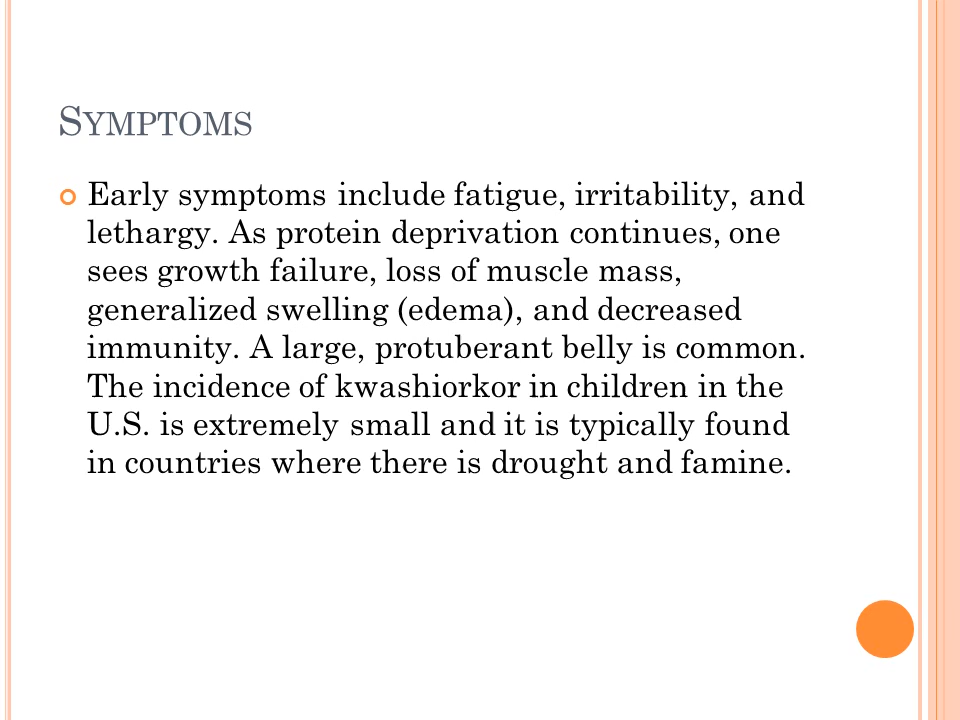 Symptoms
Early symptoms include fatigue, irritability, and
lethargy. As protein deprivation continues, one
sees growth failure, loss of muscle mass,
generalized swelling (edema), and decreased
immunity. A large, protuberant belly is common.
The incidence of kwashiorkor in children in the
U.S. is extremely small and it is typically found
in countries where there is drought and famine.